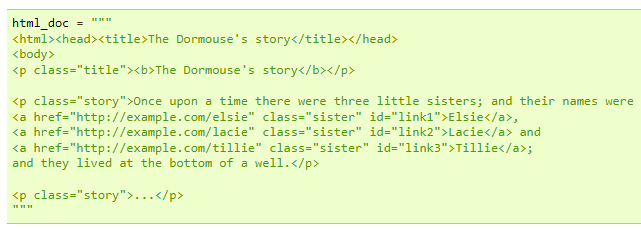 html_doc = """
<html><head><title>The Dormouse's story</title></head>
<body>
<p class="title"><b>The Dormouse's story</b></p>

<p class="story">Once upon a time there were three little sisters; and their names were
<a href="http://example.com/elsie" class="sister" id="link1">Elsie</a>,
<a href="http://example.com/lacie" class="sister" id="link2">Lacie</a> and
<a href="http://example.com/tillie" class="sister" id="link3">Tillie</a>;
and they lived at the bottom of a well.</p>

<p class="story">...</p>
"""